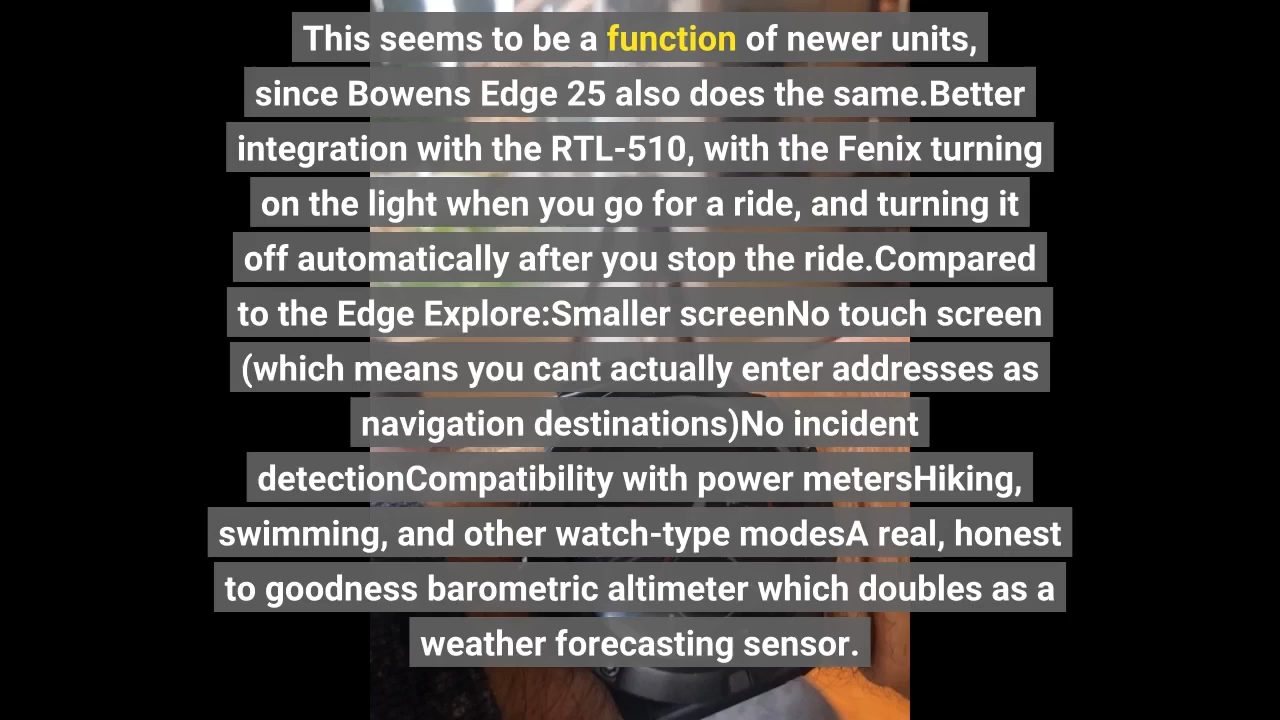 This seems to be a function of newer units,
since Bowens Edge 25 also does the same.Better
integration with the RTL-510, with the Fenix turning
on the light when you go for a ride, and turning it
off automatically after you stop the ride.Compared
to the Edge Explore:Smaller screenNo touch screen
(which means you cant actually enter addresses as
navigation destinations)No incident
detectionCompatibility with power metersHiking,
swimming, and other watch-type modesA real, honest
to goodness barometric altimeter which doubles as a
weather forecasting sensor.